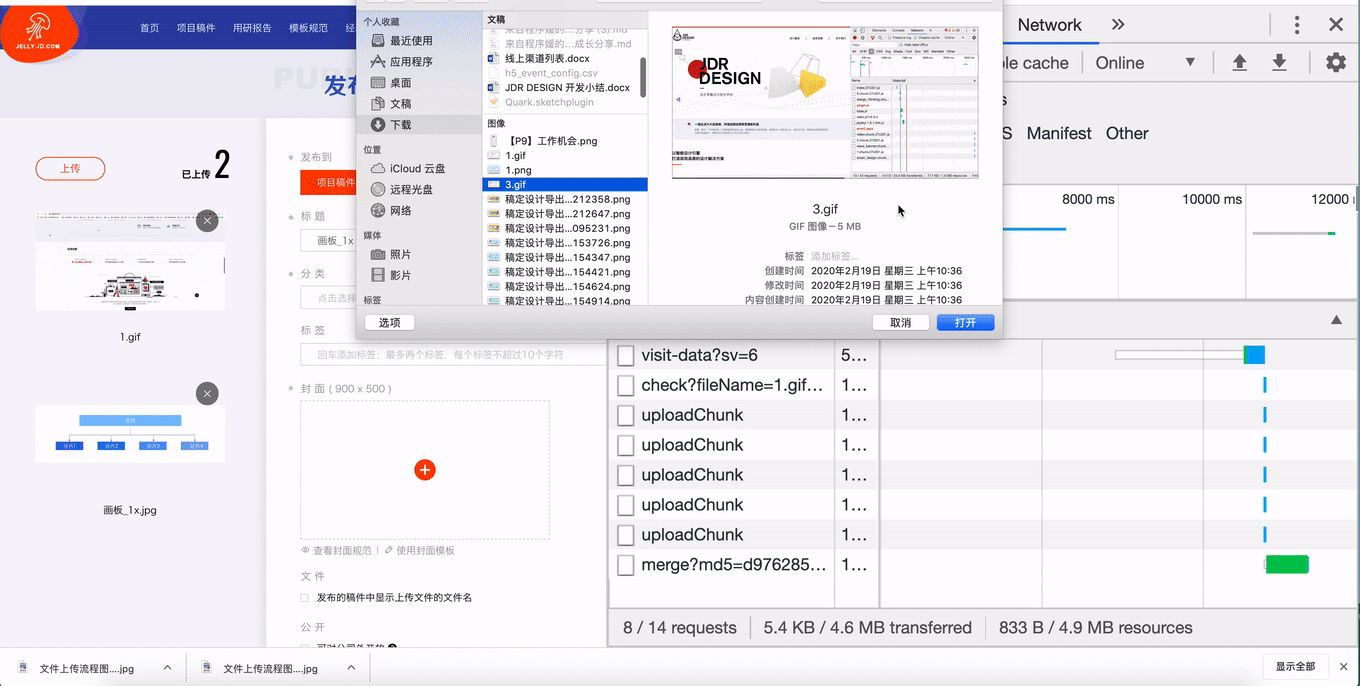 JELLY.JD.COM
首页 项目稿件 用研报告 模板规范
PUB
发布
上传
已上传 2
1.gif
文件
分片1 分片2 分片3 分片4
画板_1x.jpg
发布到
项目稿件
标 题
画板_1x
分 类
点击选择
标 签
回车添加标签；最多两个标签，每个标签不超过10个字符
封 面 ( 900 x 500 )
查看封面规范 | 使用封面模板
文 件
发布的稿件中显示上传文件的文件名
公 开
个人收藏
最近使用
应用程序
桌面
文稿
下载
位置
iCloud 云盘
远程光盘
网络
媒体
照片
影片
标签
文稿
来自程序媛的...成长分享.md
线上渠道列表.docx
h5_event_config.csv
JDR DESIGN 开发小结.docx
Quark.sketchplugin
图像
【P9】工作机会.png
1.gif
1.png
3.gif
稿定设计导出...212358.png
稿定设计导出...212647.png
稿定设计导出...095231.png
稿定设计导出...153726.png
稿定设计导出...154347.png
稿定设计导出...154421.png
稿定设计导出...154624.png
稿定设计导出...154914.png
JDR
DESIGN
3.gif
GIF 图像 – 5 MB
标签 添加标签...
创建时间 2020年2月19日 星期三 上午10:36
修改时间 2020年2月19日 星期三 上午10:36
内容创建时间 2020年2月19日 星期三 上午10:36
选项
取消
打开
Network
le cache Online
S Manifest Other
8000 ms 10000 ms 12000
visit-data?sv=6 5...
check?fileName=1.gif... 1...
uploadChunk 1...
uploadChunk 1...
uploadChunk 1...
uploadChunk 1...
uploadChunk 1...
merge?md5=d976285... 1...
8 / 14 requests 5.4 KB / 4.6 MB transferred 833 B / 4.9 MB resources
文件上传流程图....jpg
文件上传流程图....jpg
显示全部